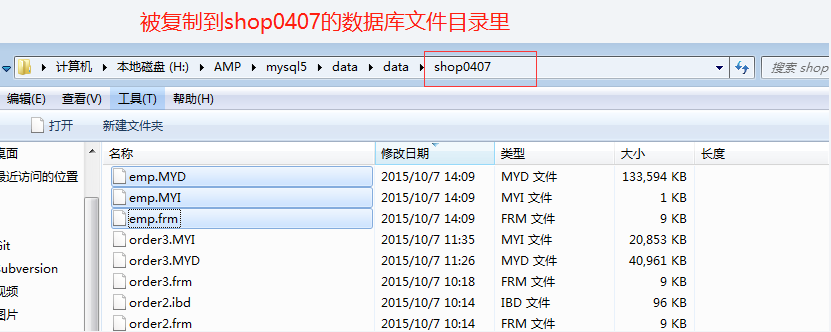 被复制到shop0407的数据库文件目录里
计算机 本地磁盘 (H:) AMP mysql5 data data shop0407 搜索 shop
编辑(E) 查看(V) 工具(T) 帮助(H)
打开 新建文件夹
桌面 名称 修改日期 类型 大小 长度
最近访问的位置 emp.MYD 2015/10/7 14:09 MYD 文件 133,594 KB
emp.MYI 2015/10/7 14:09 MYI 文件 1 KB
emp.frm 2015/10/7 14:09 FRM 文件 9 KB
Git order3.MYI 2015/10/7 11:35 MYI 文件 20,853 KB
subversion order3.MYD 2015/10/7 11:26 MYD 文件 40,961 KB
视频 order3.frm 2015/10/7 10:18 FRM 文件 9 KB
图片 order2.ibd 2015/10/7 10:14 IBD 文件 96 KB
order2.frm 2015/10/7 10:14 FRM 文件 9 KB